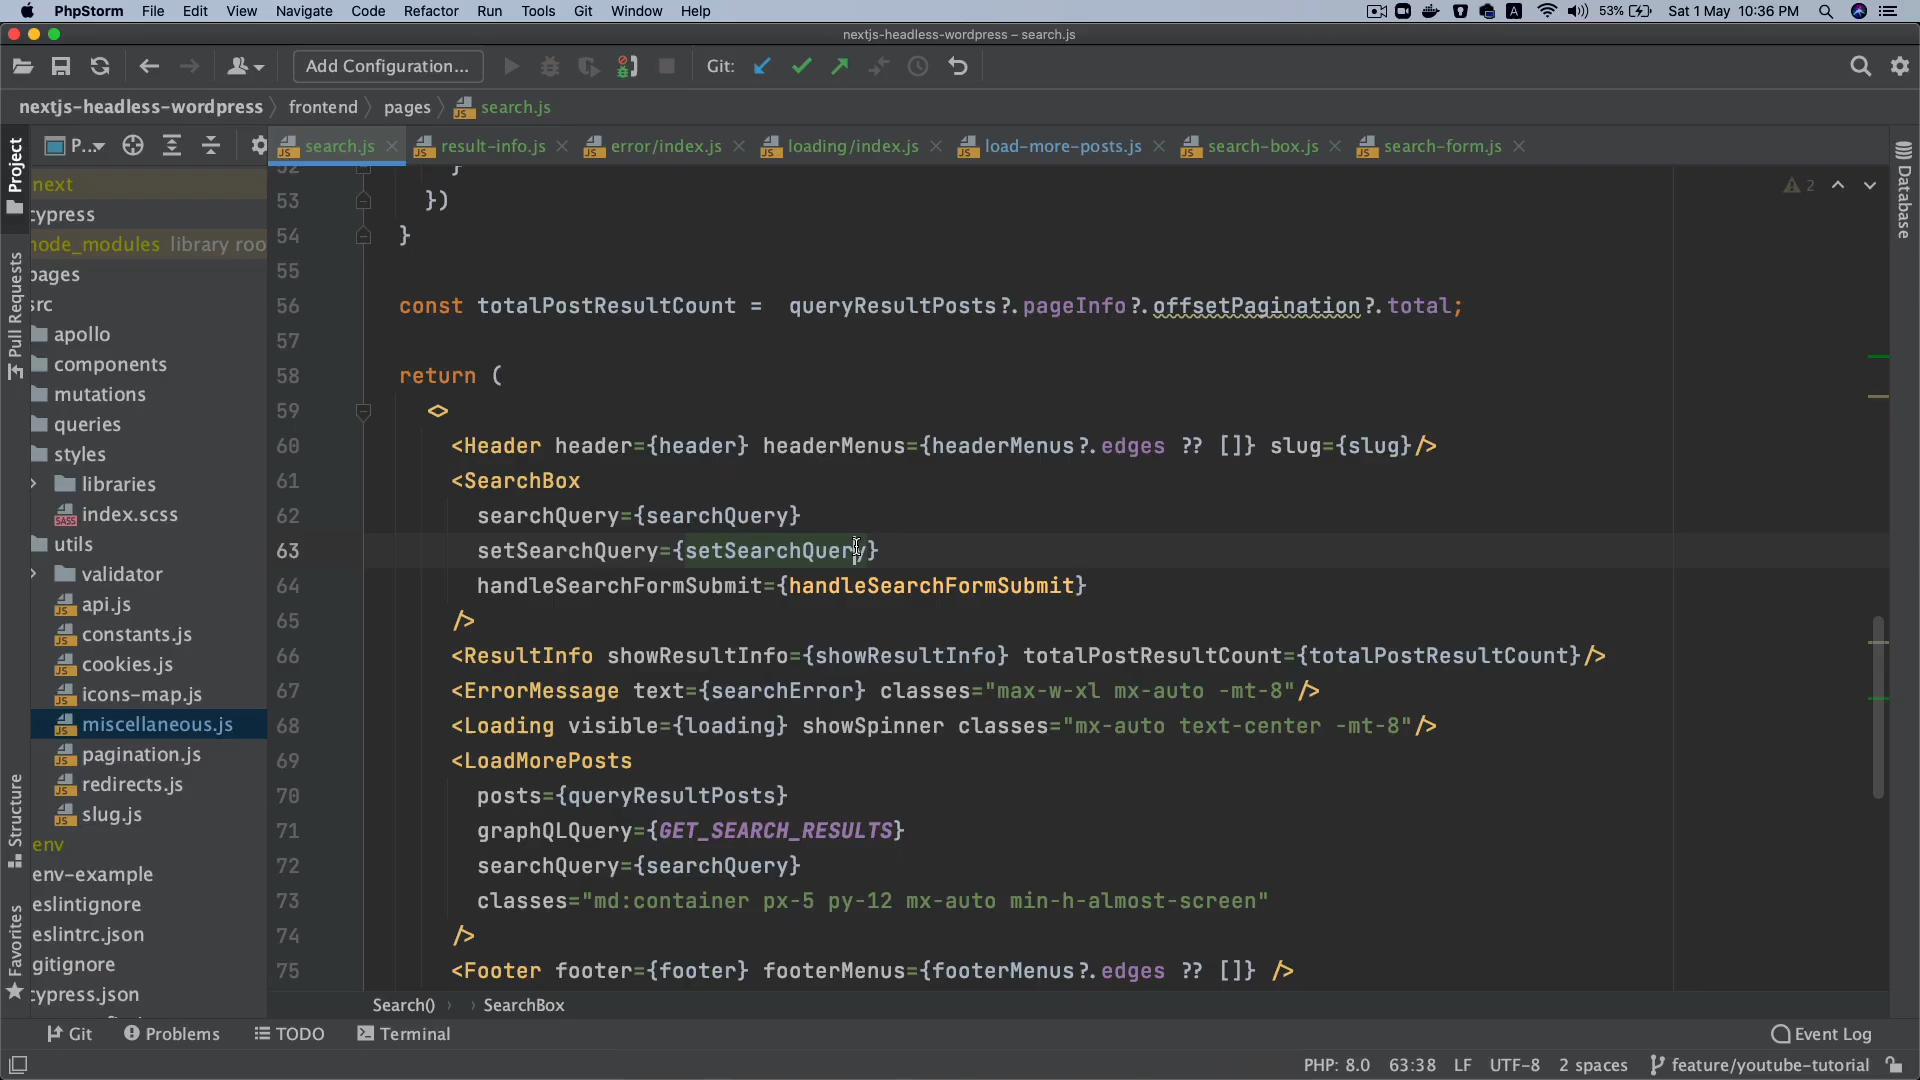 PhpStorm File Edit View Navigate Code Refactor Run Tools Git Window Help 53% Sat 1 May 10:36 PM
nextjs-headless-wordpress – search.js
Add Configuration... Git:
nextjs-headless-wordpress frontend pages search.js
P... search.js result-info.js error/index.js loading/index.js load-more-posts.js search-box.js search-form.js
Project
Pull Requests
Structure
Favorites
Database
next
cypress
node_modules library roo
pages
src
apollo
components
mutations
queries
styles
libraries
index.scss
utils
validator
api.js
constants.js
cookies.js
icons-map.js
miscellaneous.js
pagination.js
redirects.js
slug.js
env
env-example
eslintignore
eslintrc.json
gitignore
cypress.json
2
52 }
53 })
54 }
55
56 const totalPostResultCount = queryResultPosts?.pageInfo?.offsetPagination?.total;
57
58 return (
59 <>
60 <Header header={header} headerMenus={headerMenus?.edges ?? []} slug={slug}/>
61 <SearchBox
62 searchQuery={searchQuery}
63 setSearchQuery={setSearchQuery}
64 handleSearchFormSubmit={handleSearchFormSubmit}
65 />
66 <ResultInfo showResultInfo={showResultInfo} totalPostResultCount={totalPostResultCount}/>
67 <ErrorMessage text={searchError} classes="max-w-xl mx-auto -mt-8"/>
68 <Loading visible={loading} showSpinner classes="mx-auto text-center -mt-8"/>
69 <LoadMorePosts
70 posts={queryResultPosts}
71 graphQLQuery={GET_SEARCH_RESULTS}
72 searchQuery={searchQuery}
73 classes="md:container px-5 py-12 mx-auto min-h-almost-screen"
74 />
75 <Footer footer={footer} footerMenus={footerMenus?.edges ?? []} />
Search() SearchBox
Git Problems TODO Terminal Event Log
PHP: 8.0 63:38 LF UTF-8 2 spaces feature/youtube-tutorial